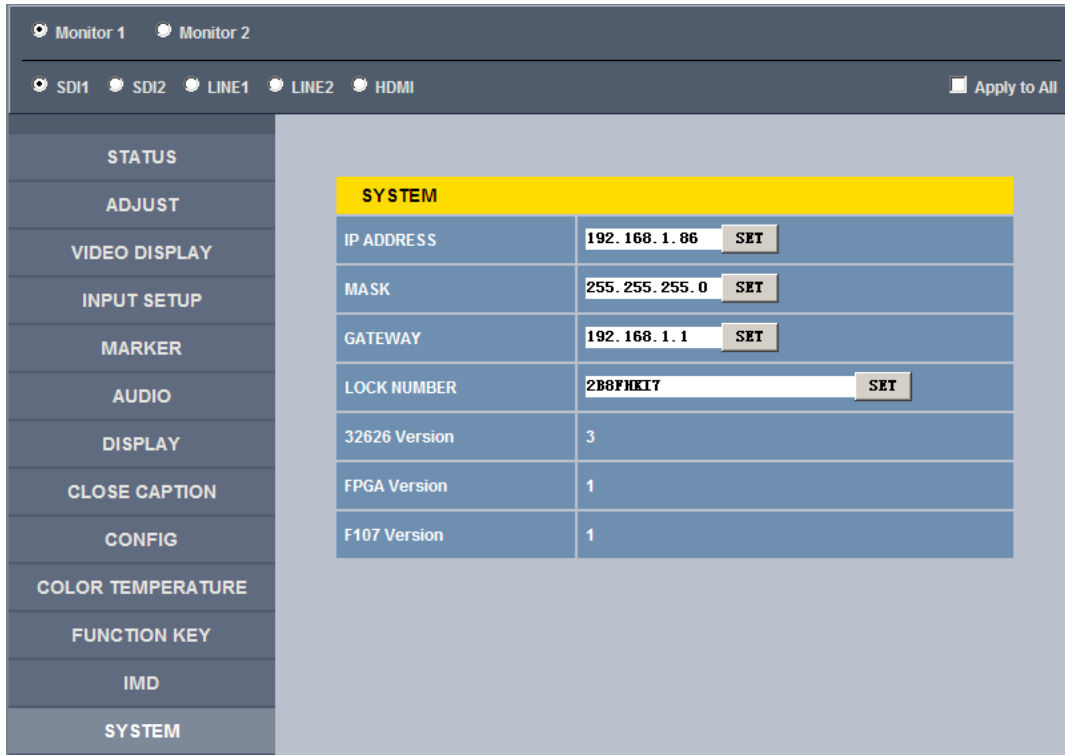 Monitor 1 Monitor 2
SDI1 SDI2 LINE1 LINE2 HDMI Apply to All
STATUS
ADJUST
VIDEO DISPLAY
INPUT SETUP
MARKER
AUDIO
DISPLAY
CLOSE CAPTION
CONFIG
COLOR TEMPERATURE
FUNCTION KEY
IMD
SYSTEM
SYSTEM
IP ADDRESS 192.168.1.86 SET
MASK 255.255.255.0 SET
GATEWAY 192.168.1.1 SET
LOCK NUMBER 2B8FHKI7 SET
32626 Version 3
FPGA Version 1
F107 Version 1